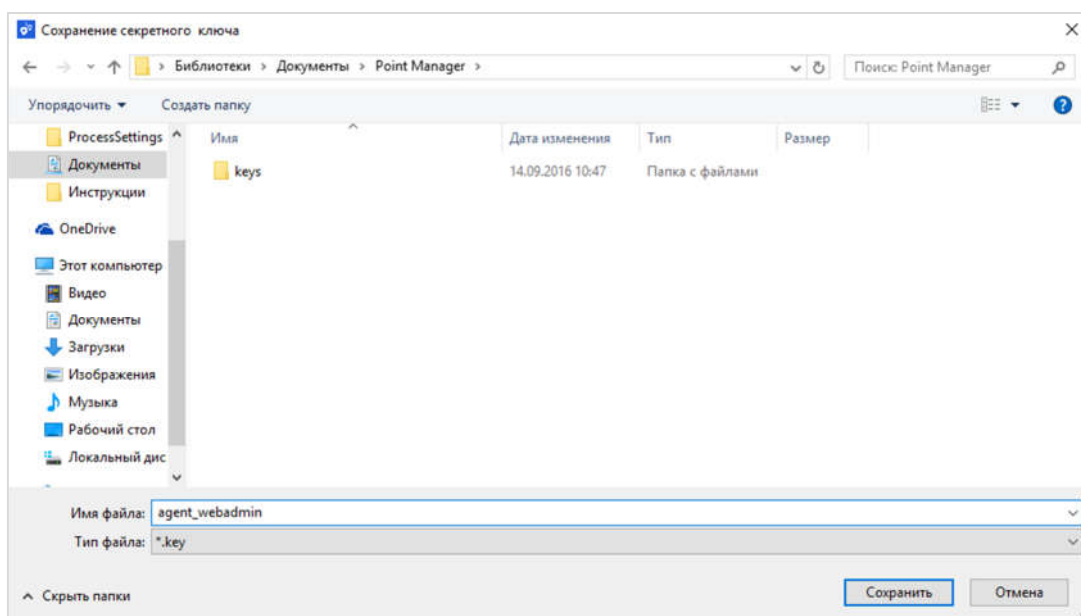 Сохранение секретного ключа
Библиотеки > Документы > Point Manager >
Поиск: Point Manager
Упорядочить
Создать папку
ProcessSettings
Документы
Инструкции
OneDrive
Этот компьютер
Видео
Документы
Загрузки
Изображения
Музыка
Рабочий стол
Локальный дис
Имя
Дата изменения
Тип
Размер
keys
14.09.2016 10:47
Папка с файлами
Имя файла: agent_webadmin
Тип файла: *.key
Скрыть папки
Сохранить
Отмена